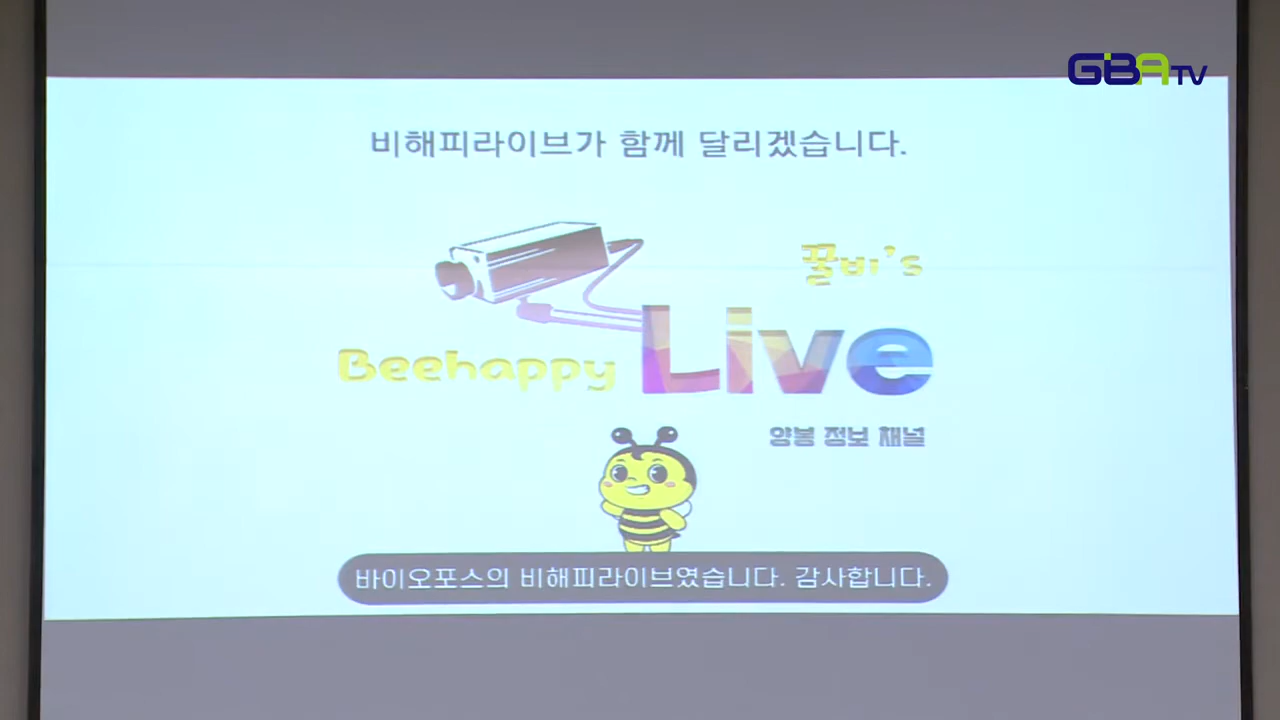 GBA TV
비해피라이브가 함께 달리겠습니다.
꿀비's
Live
Beehappy
양봉 정보 채널
바이오포스의 비해피라이브였습니다. 감사합니다.